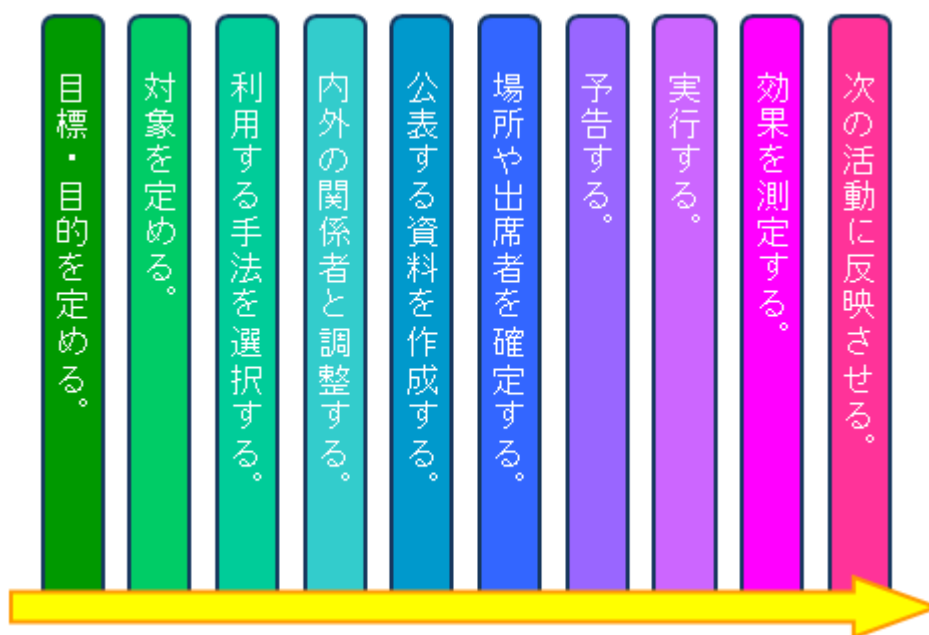 目標・目的を定める。
対象を定める。
利用する手法を選択する。
内外の関係者と調整する。
公表する資料を作成する。
場所や出席者を確定する。
予告する。
実行する。
効果を測定する。
次の活動に反映させる。